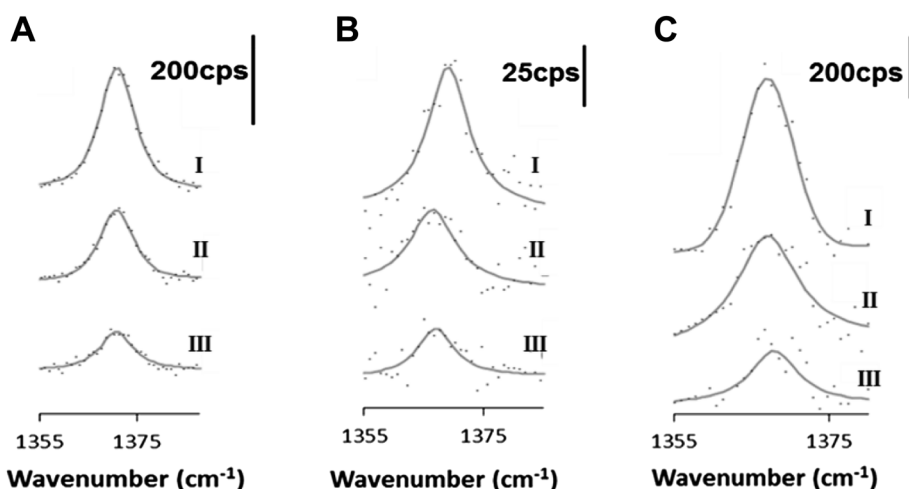 A
200cps
I
II
III
1355
1375
Wavenumber (cm⁻¹)
B
25cps
I
II
III
1355
1375
Wavenumber (cm⁻¹)
C
200cps
I
II
III
1355
1375
Wavenumber (cm⁻¹)